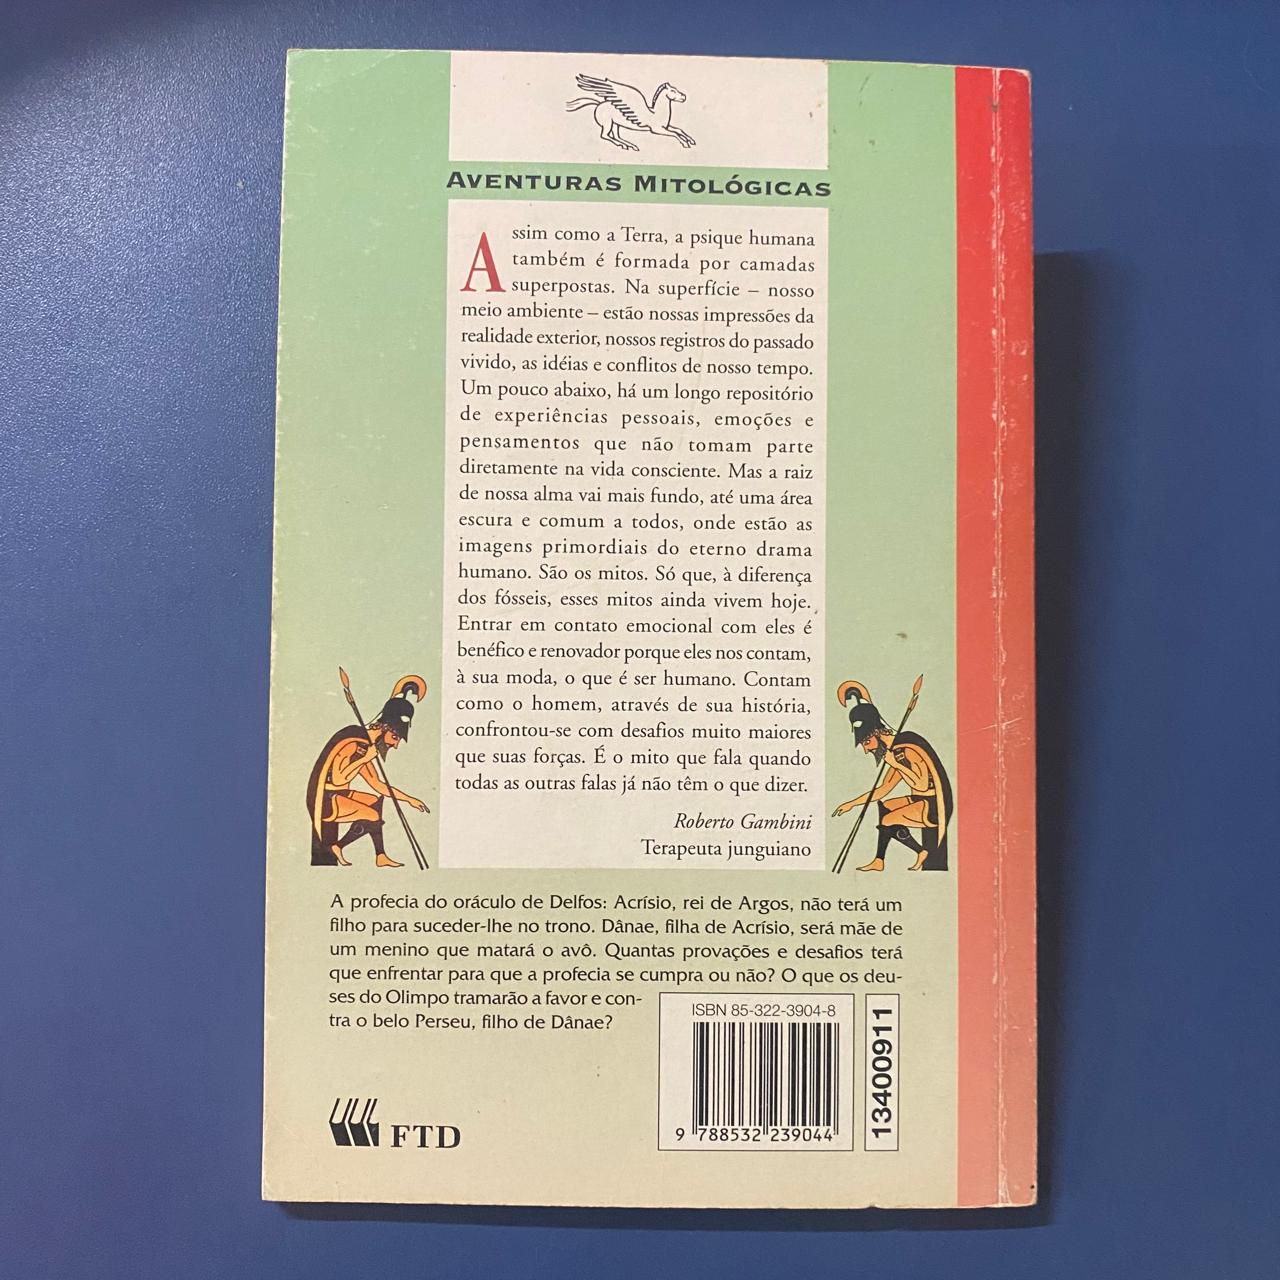 AVENTURAS MITOLÓGICAS
Assim como a Terra, a psique humana
também é formada por camadas
superpostas. Na superfície – nosso
meio ambiente – estão nossas impressões da
realidade exterior, nossos registros do passado
vivido, as idéias e conflitos de nosso tempo.
Um pouco abaixo, há um longo repositório
de experiências pessoais, emoções e
pensamentos que não tomam parte
diretamente na vida consciente. Mas a raiz
de nossa alma vai mais fundo, até uma área
escura e comum a todos, onde estão as
imagens primordiais do eterno drama
humano. São os mitos. Só que, à diferença
dos fósseis, esses mitos ainda vivem hoje.
Entrar em contato emocional com eles é
benéfico e renovador porque eles nos contam,
à sua moda, o que é ser humano. Contam
como o homem, através de sua história,
confrontou-se com desafios muito maiores
que suas forças. É o mito que fala quando
todas as outras falas já não têm o que dizer.
Roberto Gambini
Terapeuta junguiano
A profecia do oráculo de Delfos: Acrísio, rei de Argos, não terá um
filho para suceder-lhe no trono. Dânae, filha de Acrísio, será mãe de
um menino que matará o avô. Quantas provações e desafios terá
que enfrentar para que a profecia se cumpra ou não? O que os deu-
ses do Olimpo tramarão a favor e con-
tra o belo Perseu, filho de Dânae?
ISBN 85-322-3904-8
9 788532 239044
13400911
FTD